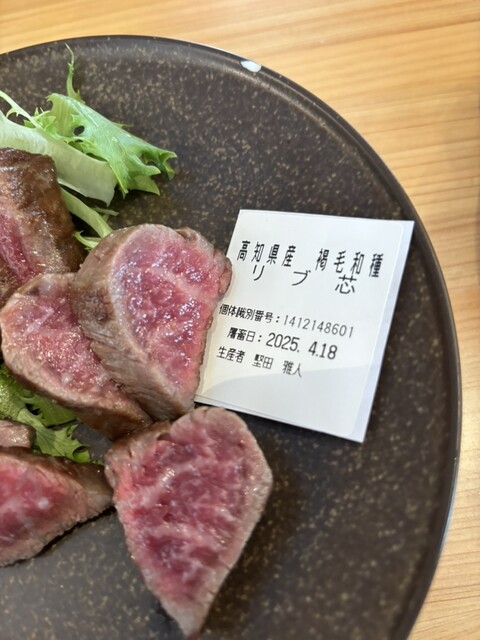 高知県産 褐毛和種
リブ芯
個体識別番号：1412148601
屠畜日：2025. 4.18
生産者 堅田 雅人